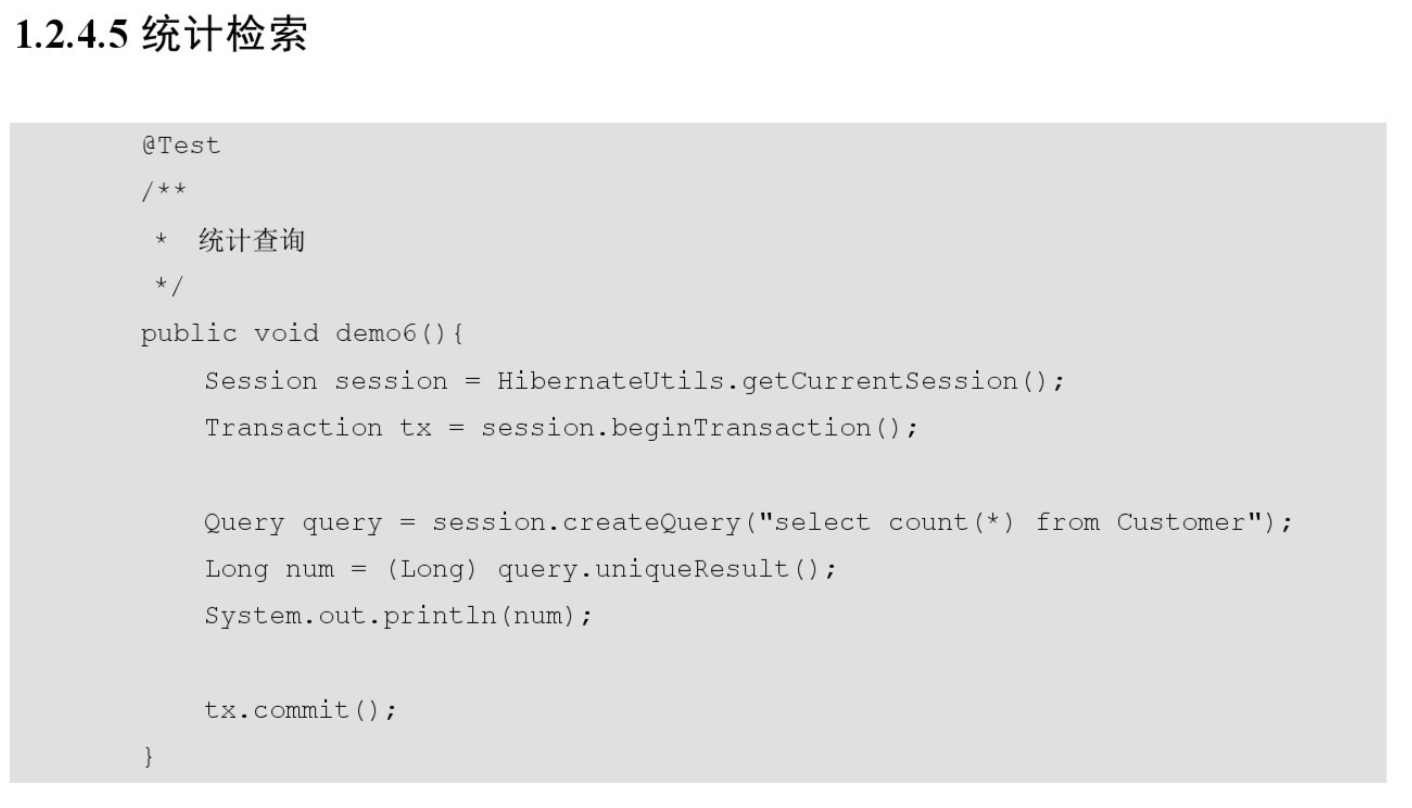 1.2.4.5 统计检索
@Test
/**
 *  统计查询
 */
public void demo6(){
    Session session = HibernateUtils.getCurrentSession();
    Transaction tx = session.beginTransaction();
    Query query = session.createQuery("select count(*) from Customer");
    Long num = (Long) query.uniqueResult();
    System.out.println(num);
    tx.commit();
}